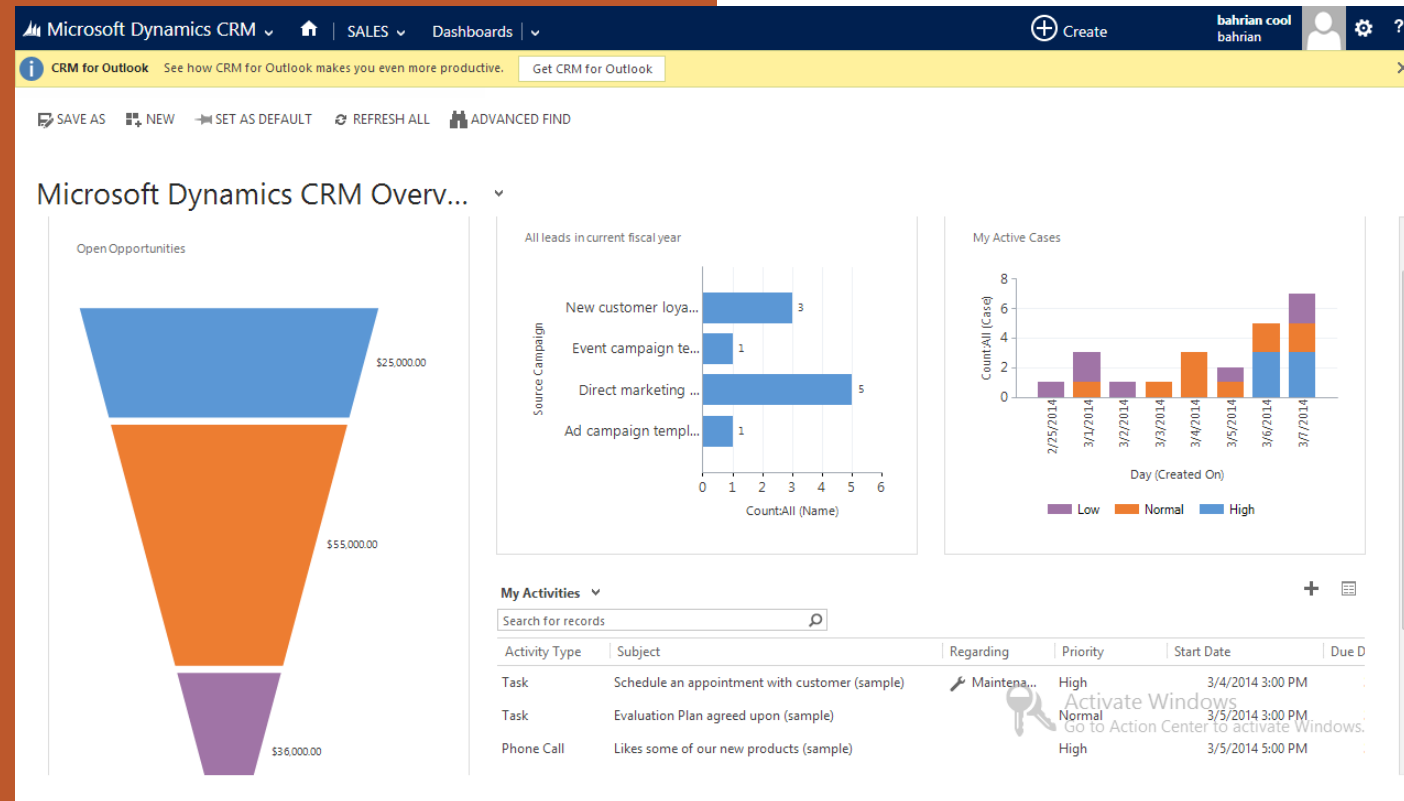 Microsoft Dynamics CRM SALES Dashboards Create bahrian cool
bahrian ?
i CRM for Outlook See how CRM for Outlook makes you even more productive. Get CRM for Outlook
SAVE AS NEW SET AS DEFAULT REFRESH ALL ADVANCED FIND
Microsoft Dynamics CRM Overv...
Open Opportunities
$25,000.00
$55,000.00
$36,000.00
All leads in current fiscal year
Source Campaign
New customer loya... 3
Event campaign te... 1
Direct marketing ... 5
Ad campaign templ... 1
0 1 2 3 4 5 6
Count:All (Name)
My Active Cases
Count:All (Case)
8
6
4
2
0
2/25/2014 3/1/2014 3/2/2014 3/3/2014 3/4/2014 3/5/2014 3/6/2014 3/7/2014
Day (Created On)
Low Normal High
My Activities
Search for records
Activity Type Subject Regarding Priority Start Date Due D
Task Schedule an appointment with customer (sample) Maintena... High 3/4/2014 3:00 PM
Task Evaluation Plan agreed upon (sample) Normal 3/5/2014 3:00 PM
Phone Call Likes some of our new products (sample) High 3/5/2014 5:00 PM
Activate Windows
Go to Action Center to activate Windows.